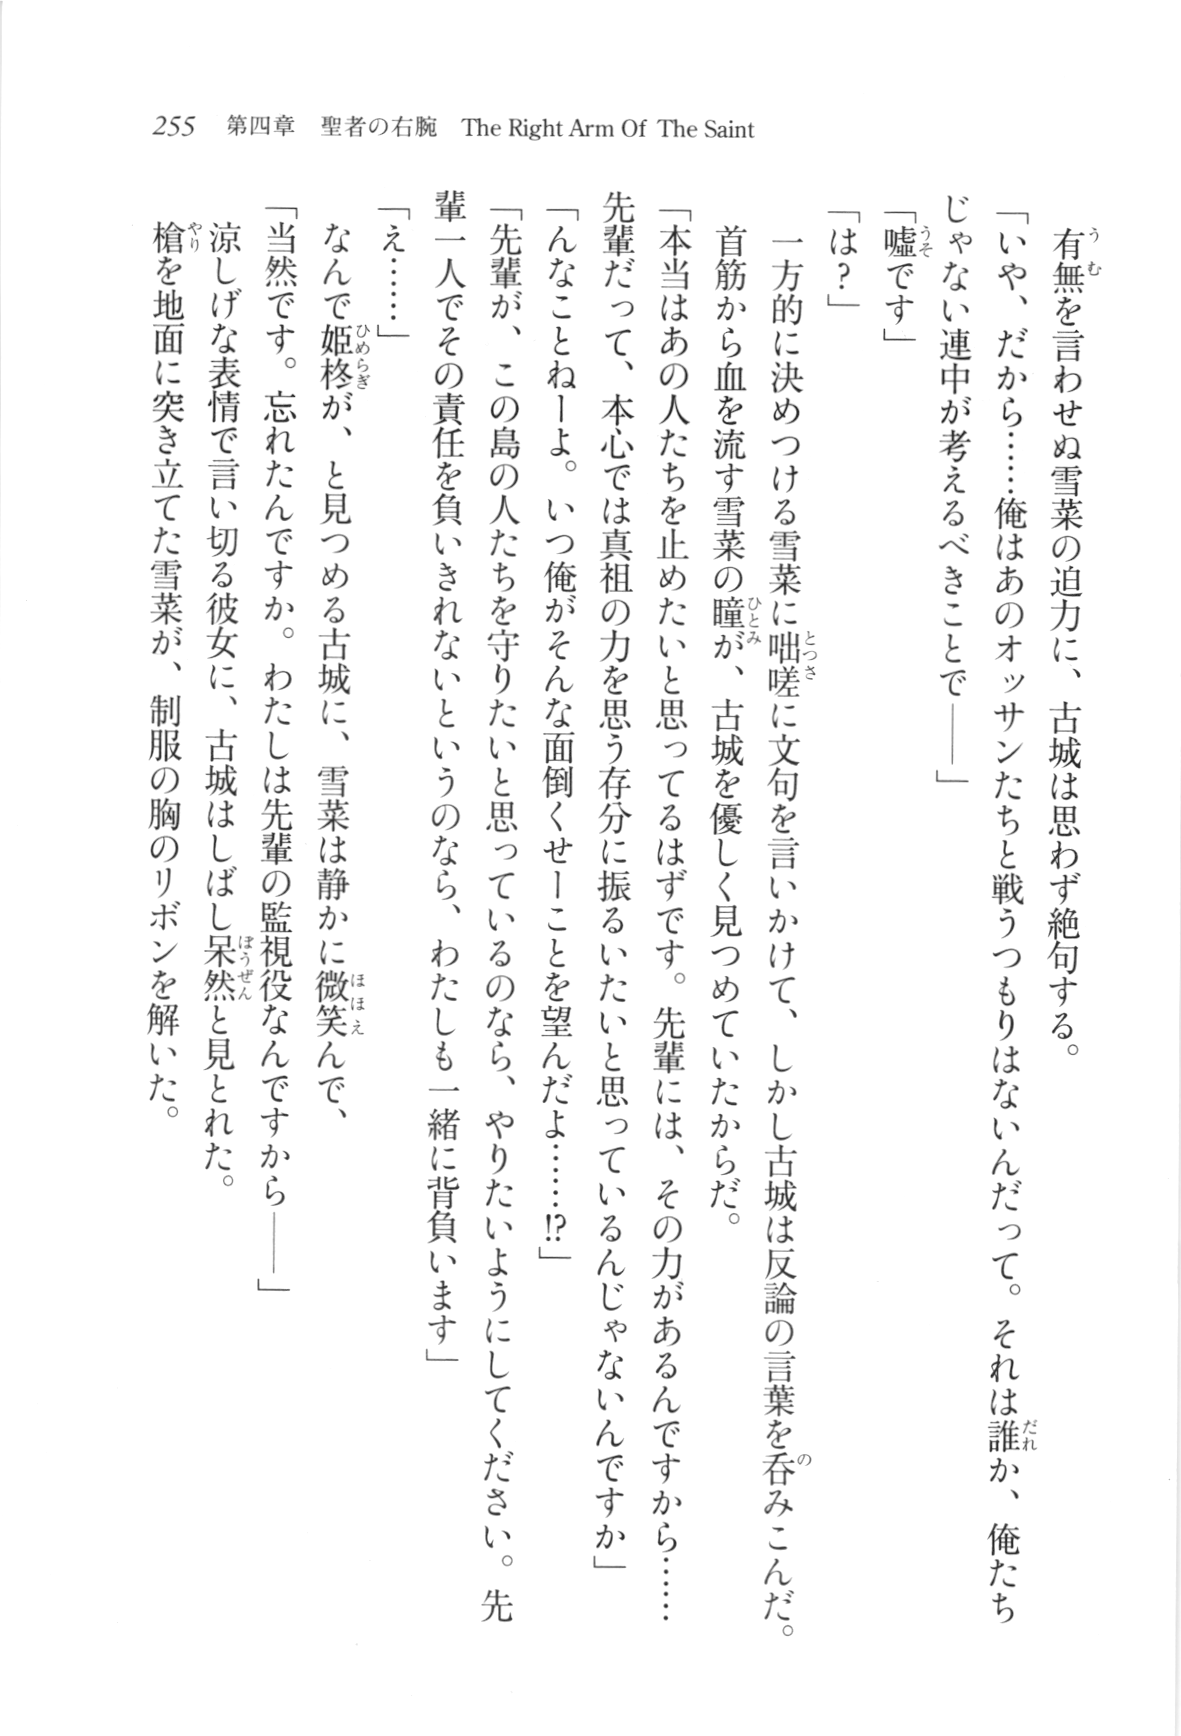 255 第四章 聖者の右腕 The Right Arm Of The Saint
有無を言わせぬ雪菜の迫力に、古城は思わず絶句する。
「いや、だから……俺はあのオッサンたちと戦うつもりはないんだって。それは誰か、俺たち
じゃない連中が考えるべきことで――」
「嘘です」
「は？」
一方的に決めつける雪菜に咄嗟に文句を言いかけて、しかし古城は反論の言葉を呑みこんだ。
首筋から血を流す雪菜の瞳が、古城を優しく見つめていたからだ。
「本当はあの人たちを止めたいと思ってるはずです。先輩には、その力があるんですから……
先輩だって、本心では真祖の力を思う存分に振るいたいと思っているんじゃないんですか」
「んなことねーよ。いつ俺がそんな面倒くせーことを望んだよ……!?」
「先輩が、この島の人たちを守りたいと思っているのなら、やりたいようにしてください。先
輩一人でその責任を負いきれないというのなら、わたしも一緒に背負います」
「え……」
なんで姫柊が、と見つめる古城に、雪菜は静かに微笑んで、
「当然です。忘れたんですか。わたしは先輩の監視役なんですから――」
涼しげな表情で言い切る彼女に、古城はしばし呆然と見とれた。
槍を地面に突き立てた雪菜が、制服の胸のリボンを解いた。